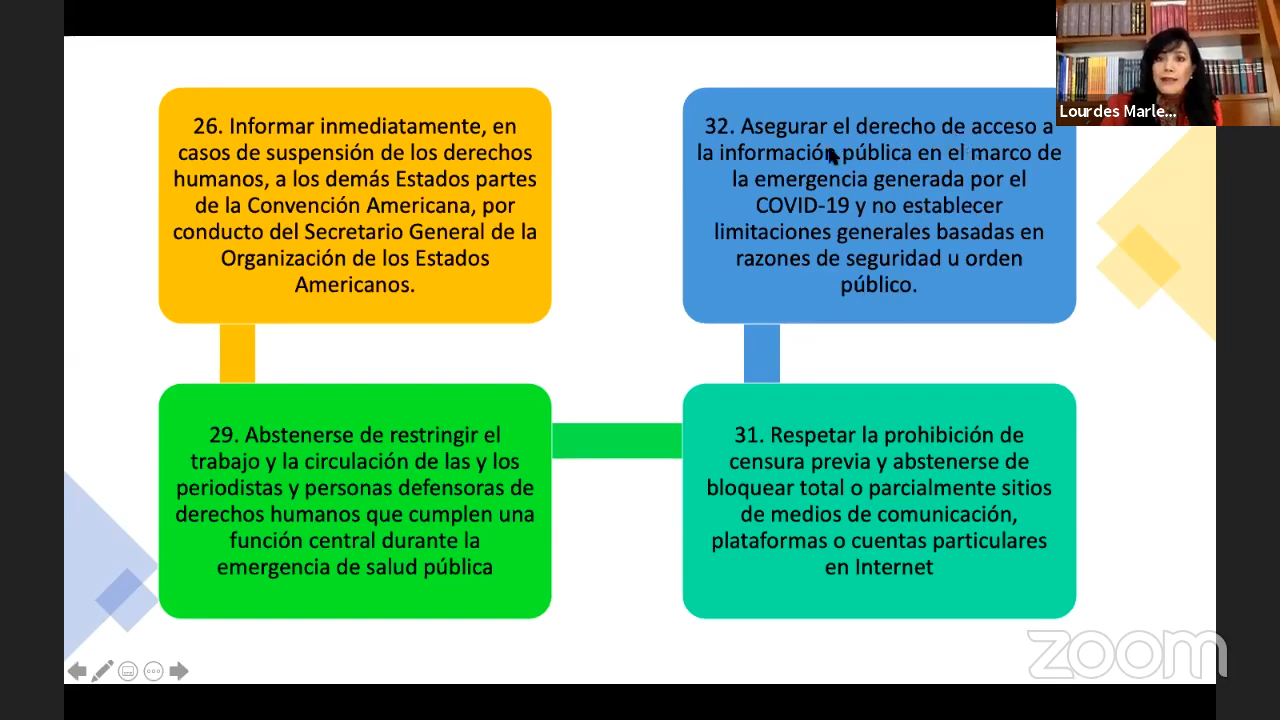 26. Informar inmediatamente, en
casos de suspensión de los derechos
humanos, a los demás Estados partes
de la Convención Americana, por
conducto del Secretario General de la
Organización de los Estados
Americanos.
29. Abstenerse de restringir el
trabajo y la circulación de las y los
periodistas y personas defensoras de
derechos humanos que cumplen una
función central durante la
emergencia de salud pública
31. Respetar la prohibición de
censura previa y abstenerse de
bloquear total o parcialmente sitios
de medios de comunicación,
plataformas o cuentas particulares
en Internet
32. Asegurar el derecho de acceso a
la información pública en el marco de
la emergencia generada por el
COVID-19 y no establecer
limitaciones generales basadas en
razones de seguridad u orden
público.
Lourdes Marle...
zoom